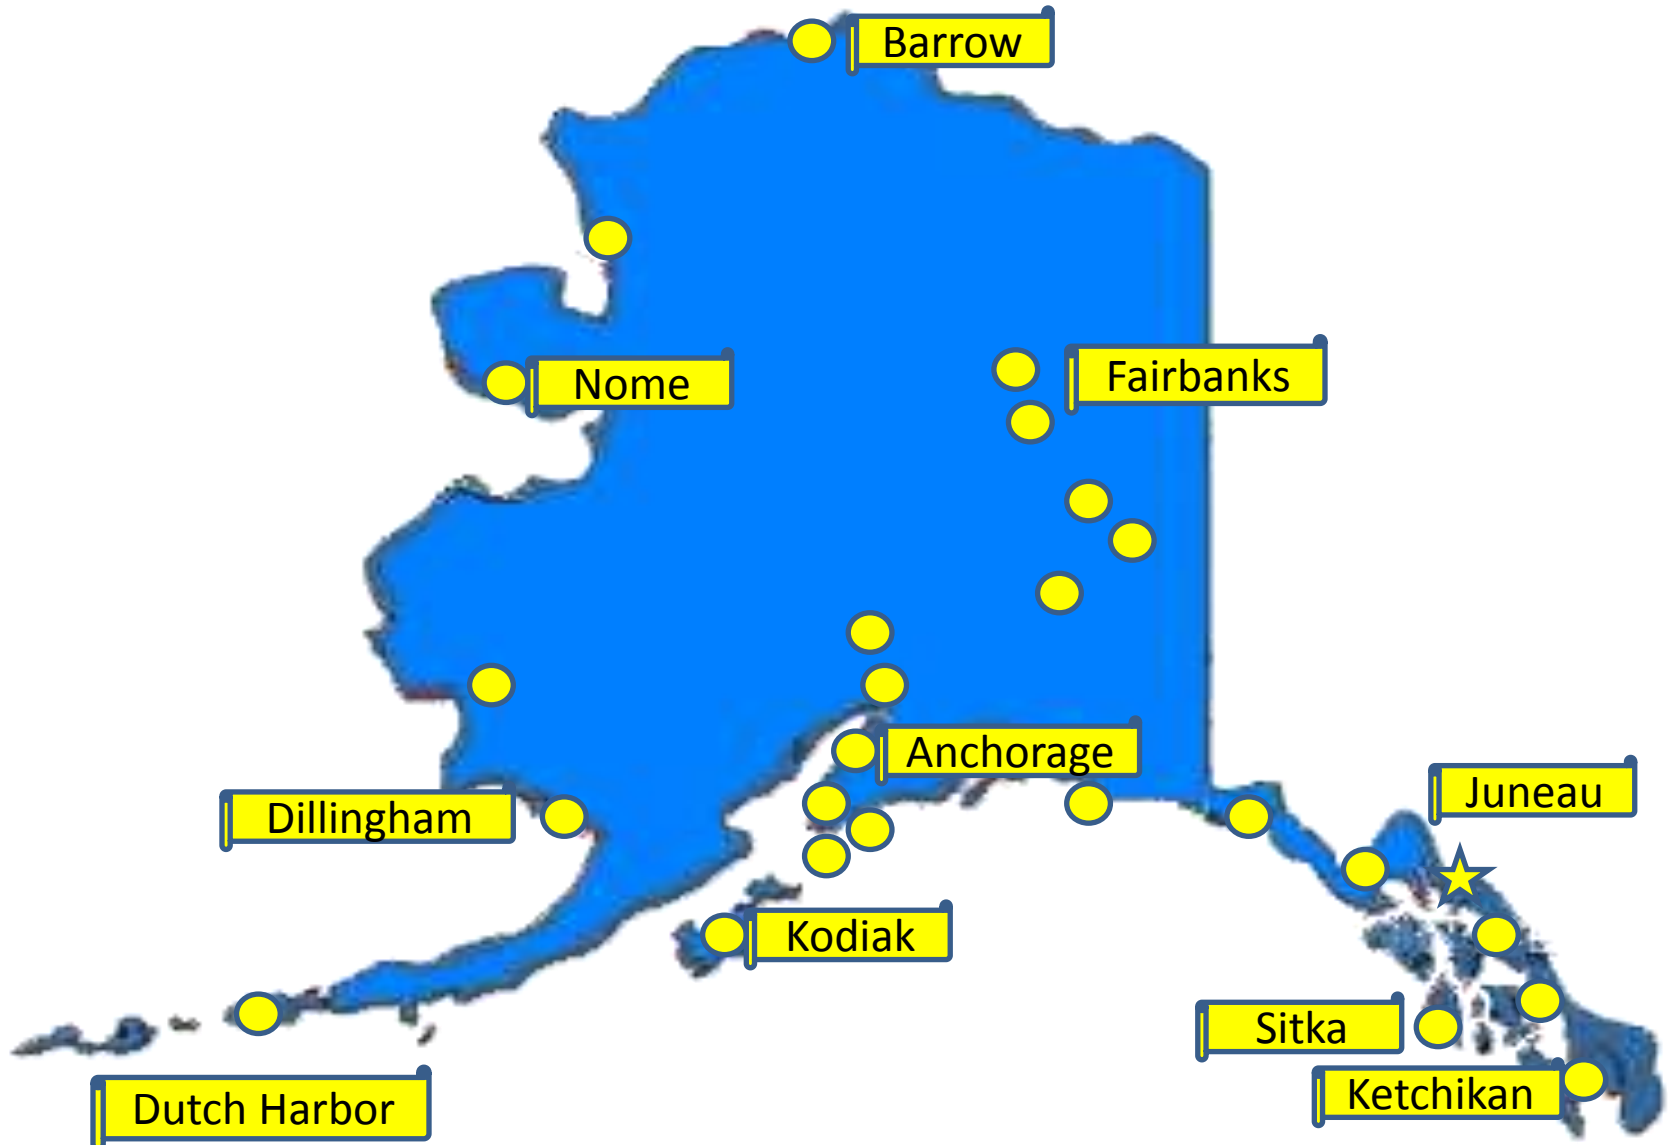 Barrow
Nome
Fairbanks
Anchorage
Dillingham
Juneau
Kodiak
Sitka
Ketchikan
Dutch Harbor